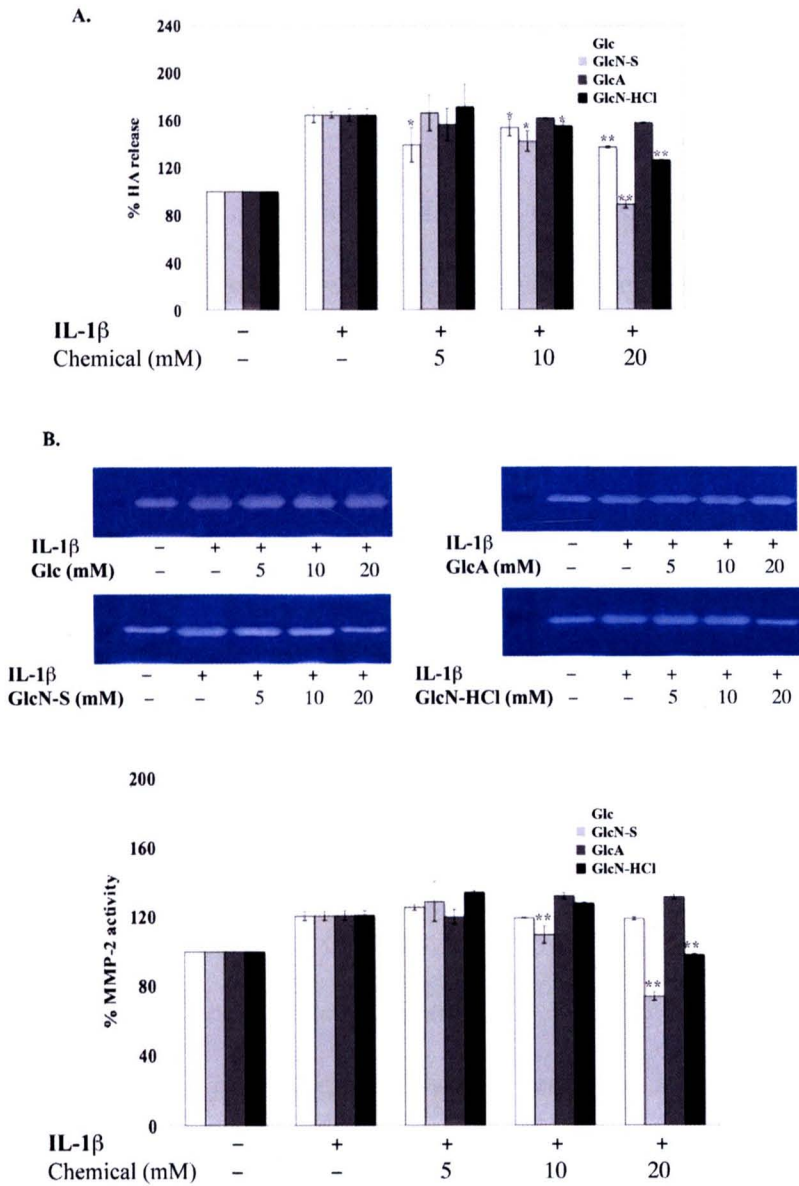 A.
240
200
160
120
80
40
0
% HA release
Glc
GlcN-S
GlcA
GlcN-HCl
* * * * ** ** **
IL-1β – + + + +
Chemical (mM) – – 5 10 20
B.
IL-1β – + + + +
Glc (mM) – – 5 10 20
IL-1β – + + + +
GlcA (mM) – – 5 10 20
IL-1β – + + + +
GlcN-S (mM) – – 5 10 20
IL-1β – + + + +
GlcN-HCl (mM) – – 5 10 20
200
160
120
80
40
0
% MMP-2 activity
Glc
GlcN-S
GlcA
GlcN-HCl
** ** **
IL-1β – + + + +
Chemical (mM) – – 5 10 20